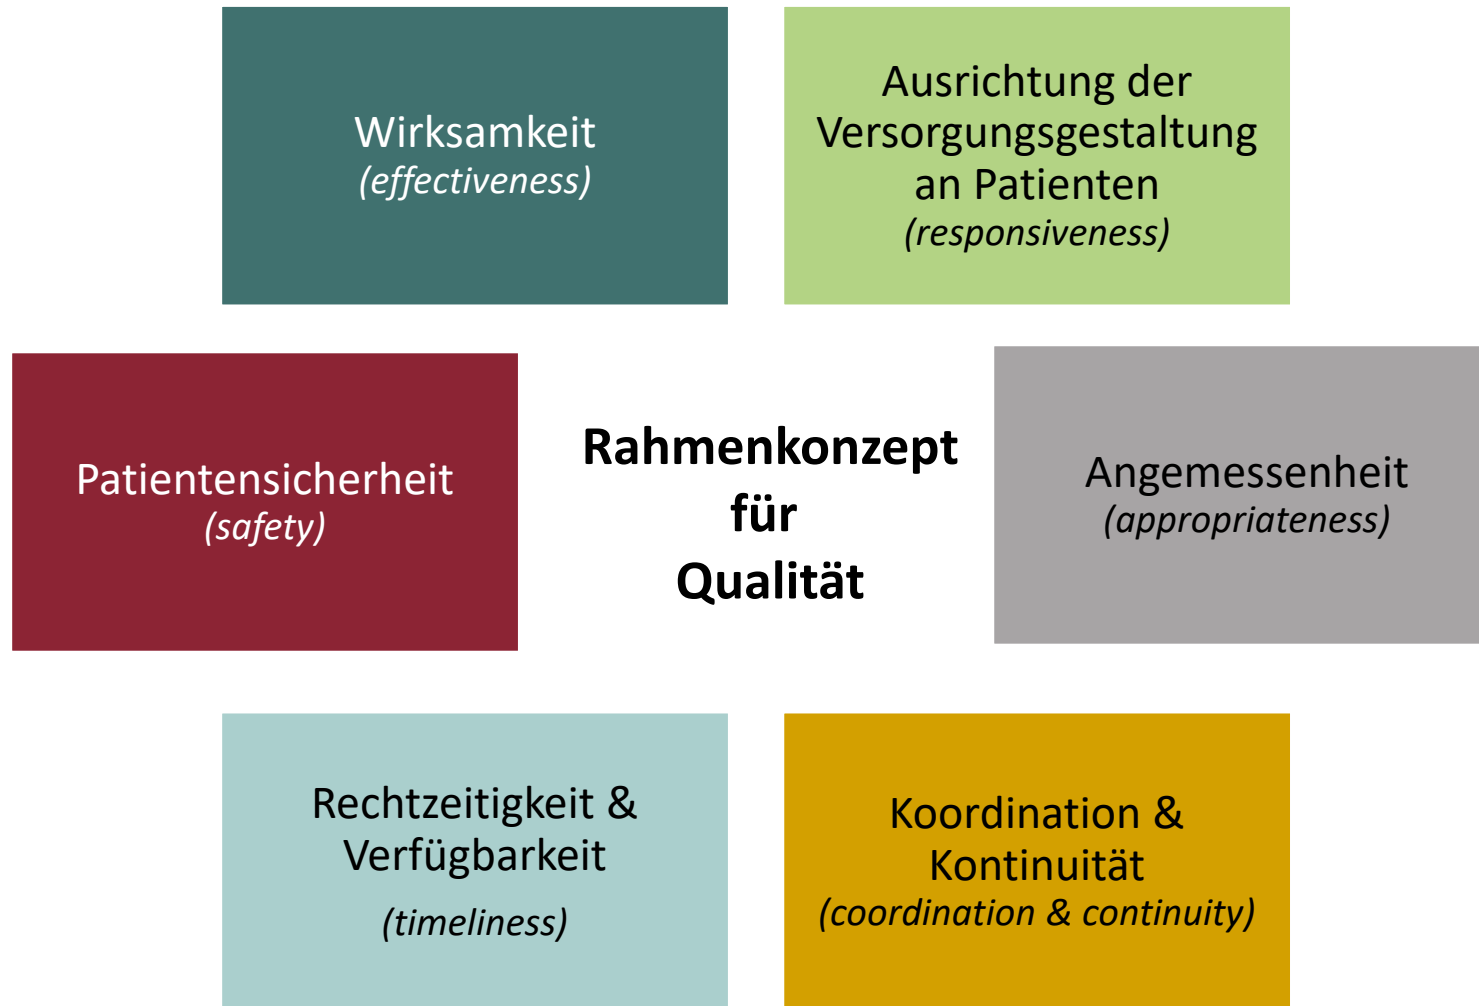 Wirksamkeit
(effectiveness)
Ausrichtung der
Versorgungsgestaltung
an Patienten
(responsiveness)
Patientensicherheit
(safety)
Rahmenkonzept
für
Qualität
Angemessenheit
(appropriateness)
Rechtzeitigkeit &
Verfügbarkeit
(timeliness)
Koordination &
Kontinuität
(coordination & continuity)